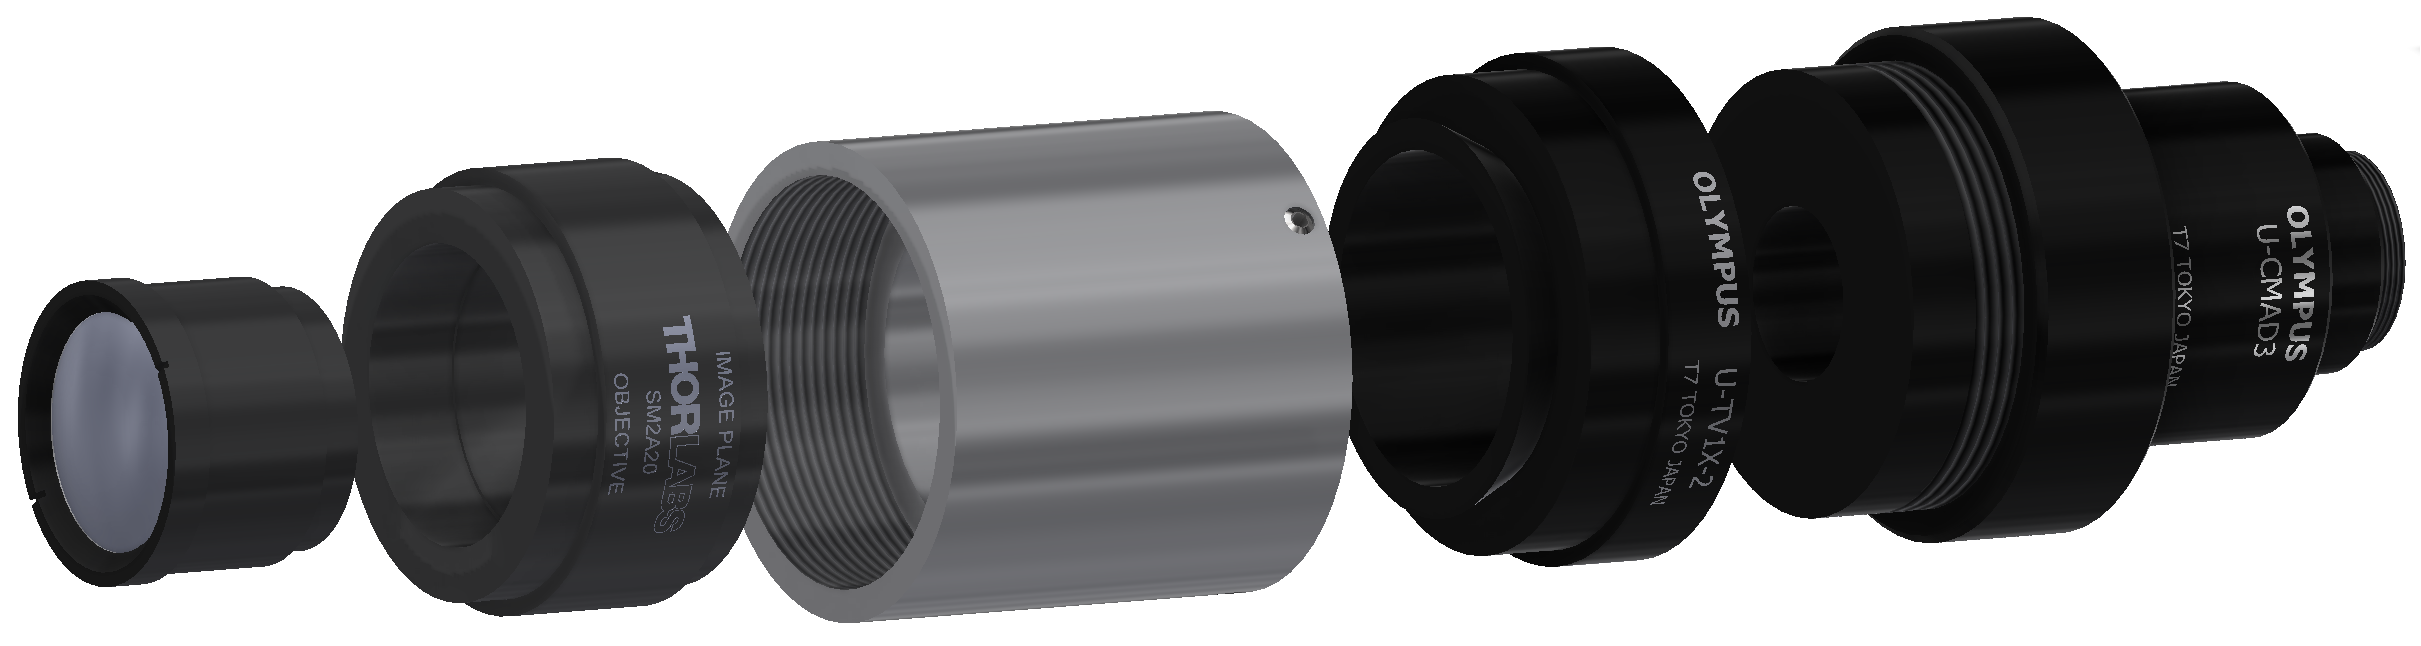 THORLABS
SM2A20
OBJECTIVE
IMAGE PLANE
OLYMPUS
U-TV1X-2
T7 TOKYO JAPAN
OLYMPUS
U-CMAD3
T7 TOKYO JAPAN